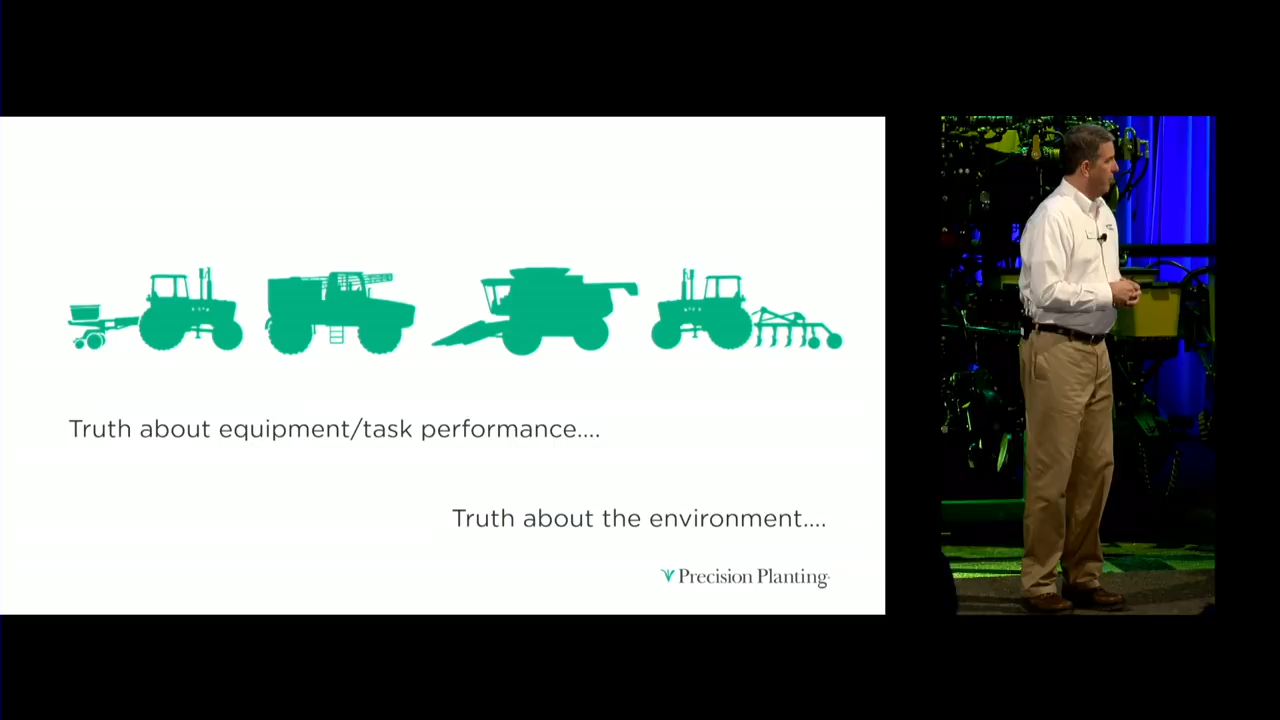 Truth about equipment/task performance....
Truth about the environment....
Precision Planting